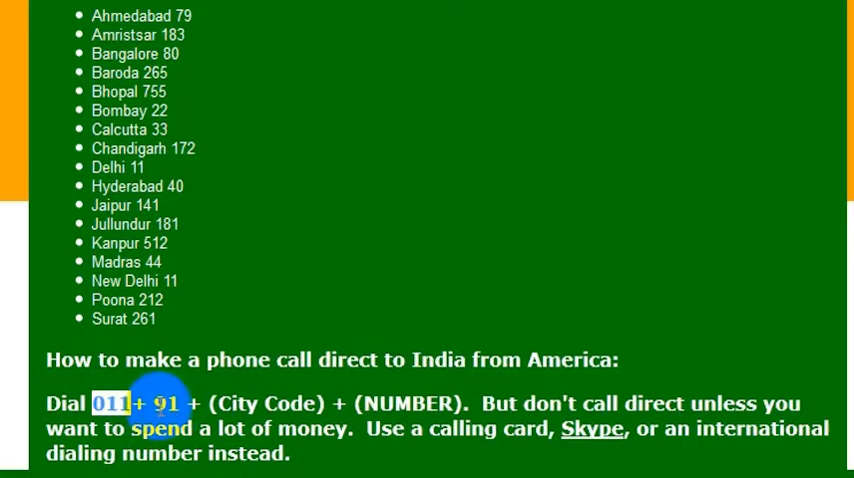 Ahmedabad 79
Amristsar 183
Bangalore 80
Baroda 265
Bhopal 755
Bombay 22
Calcutta 33
Chandigarh 172
Delhi 11
Hyderabad 40
Jaipur 141
Jullundur 181
Kanpur 512
Madras 44
New Delhi 11
Poona 212
Surat 261
How to make a phone call direct to India from America:
Dial 011+ 91 + (City Code) + (NUMBER). But don't call direct unless you
want to spend a lot of money. Use a calling card, Skype, or an international
dialing number instead.